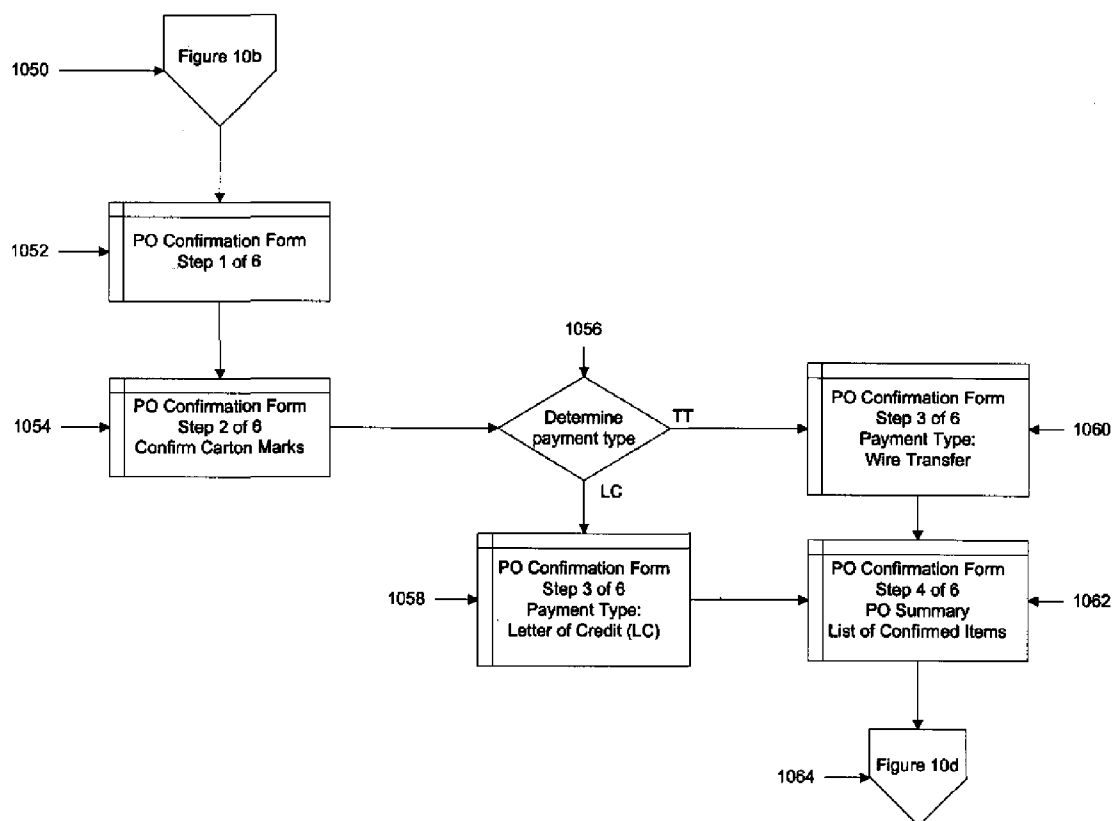 Figure 10b
1050
1052
PO Confirmation Form
Step 1 of 6
1054
PO Confirmation Form
Step 2 of 6
Confirm Carton Marks
1056
Determine
payment type
TT
LC
PO Confirmation Form
Step 3 of 6
Payment Type:
Wire Transfer
1060
1058
PO Confirmation Form
Step 3 of 6
Payment Type:
Letter of Credit (LC)
PO Confirmation Form
Step 4 of 6
PO Summary
List of Confirmed Items
1062
Figure 10d
1064